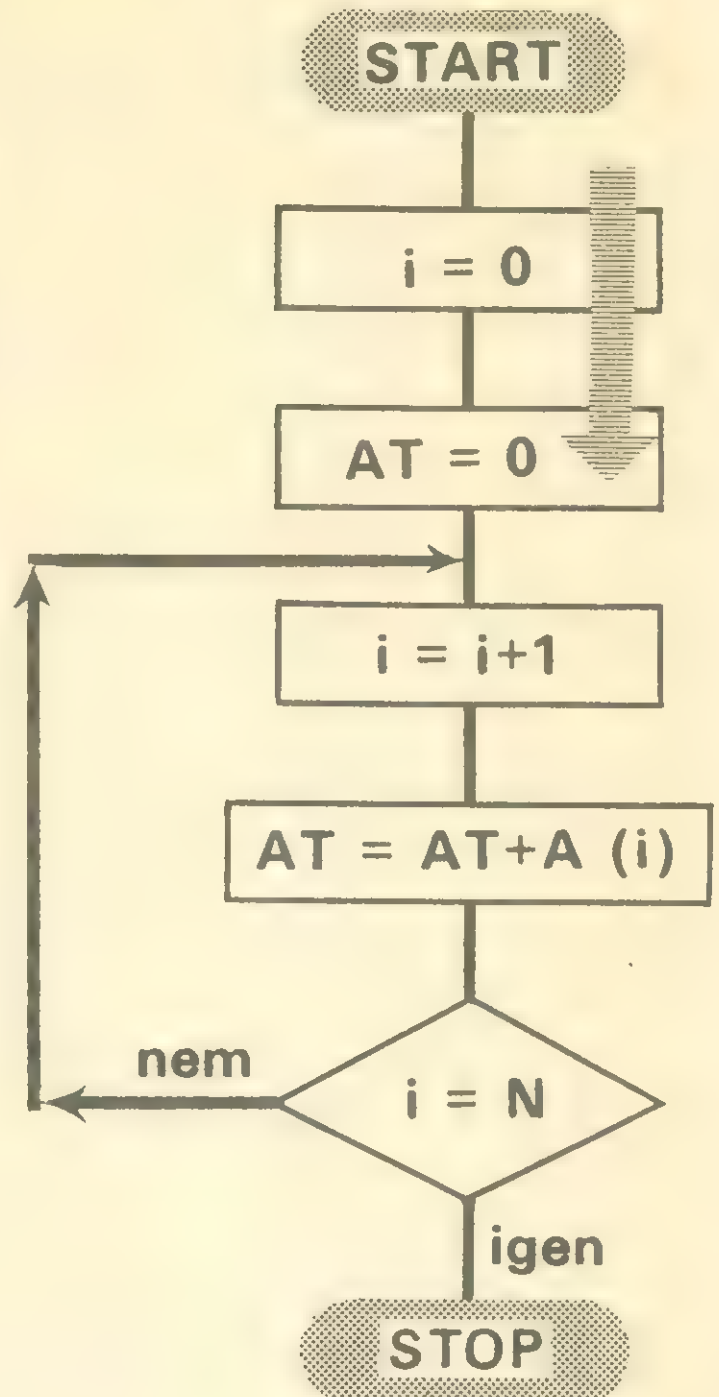 START
i = 0
AT = 0
i = i+1
AT = AT+A (i)
nem
i = N
igen
STOP